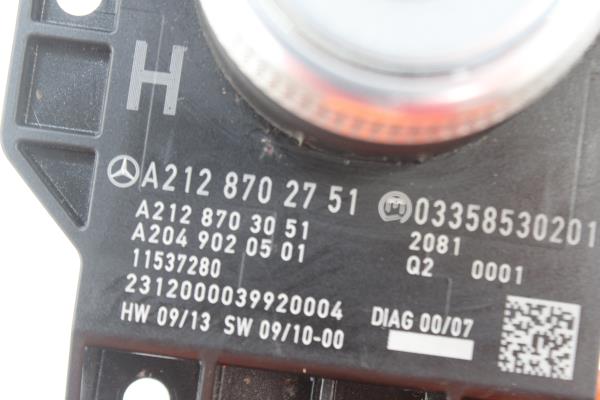 H
A212 870 27 51
03358530201
A212 870 30 51
2081
A204 902 05 01
Q2 0001
11537280
2312000039920004
HW 09/13 SW 09/10-00
DIAG 00/07